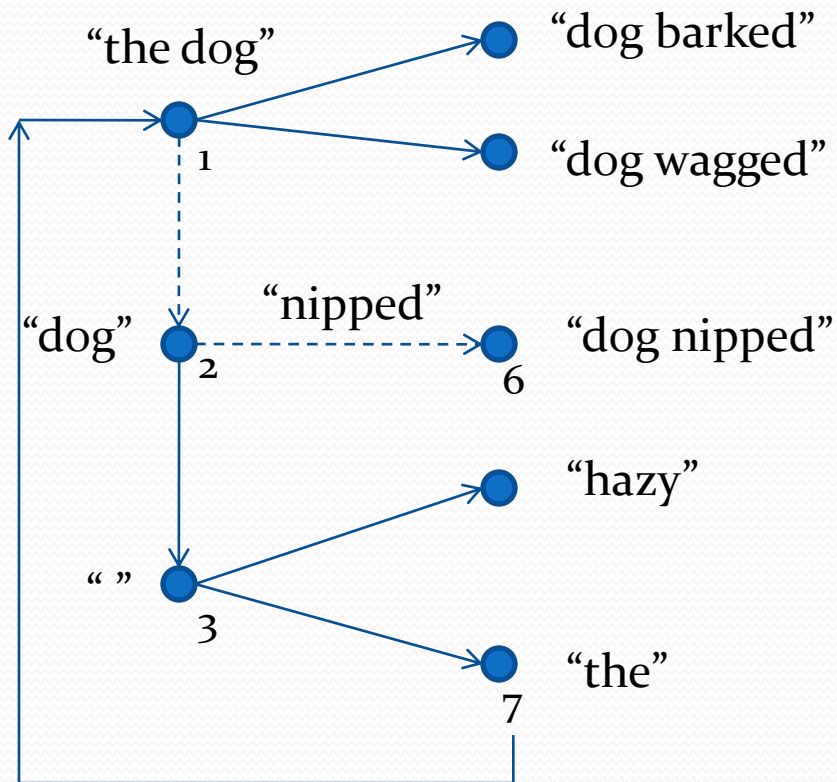 “the dog”
“dog barked”
1
“dog wagged”
“nipped”
“dog”
2
“dog nipped”
6
“hazy”
“ ”
3
“the”
7